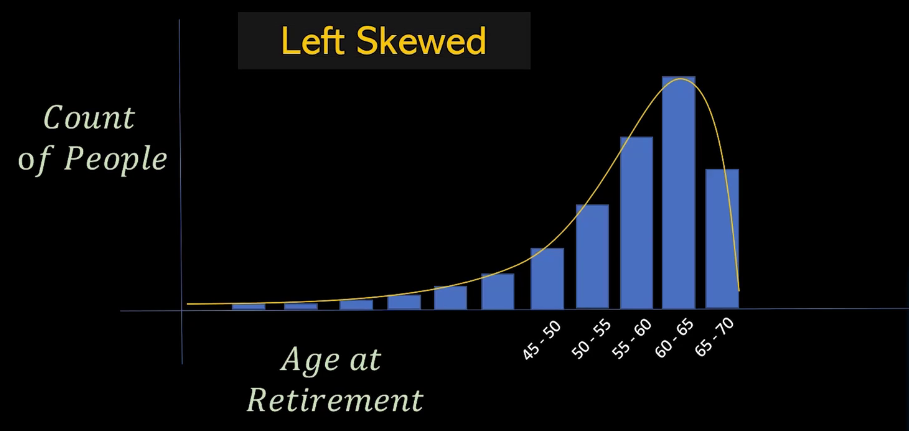 Left Skewed
Count
of People
45 - 50
50 - 55
55 - 60
60 - 65
65 - 70
Age at
Retirement